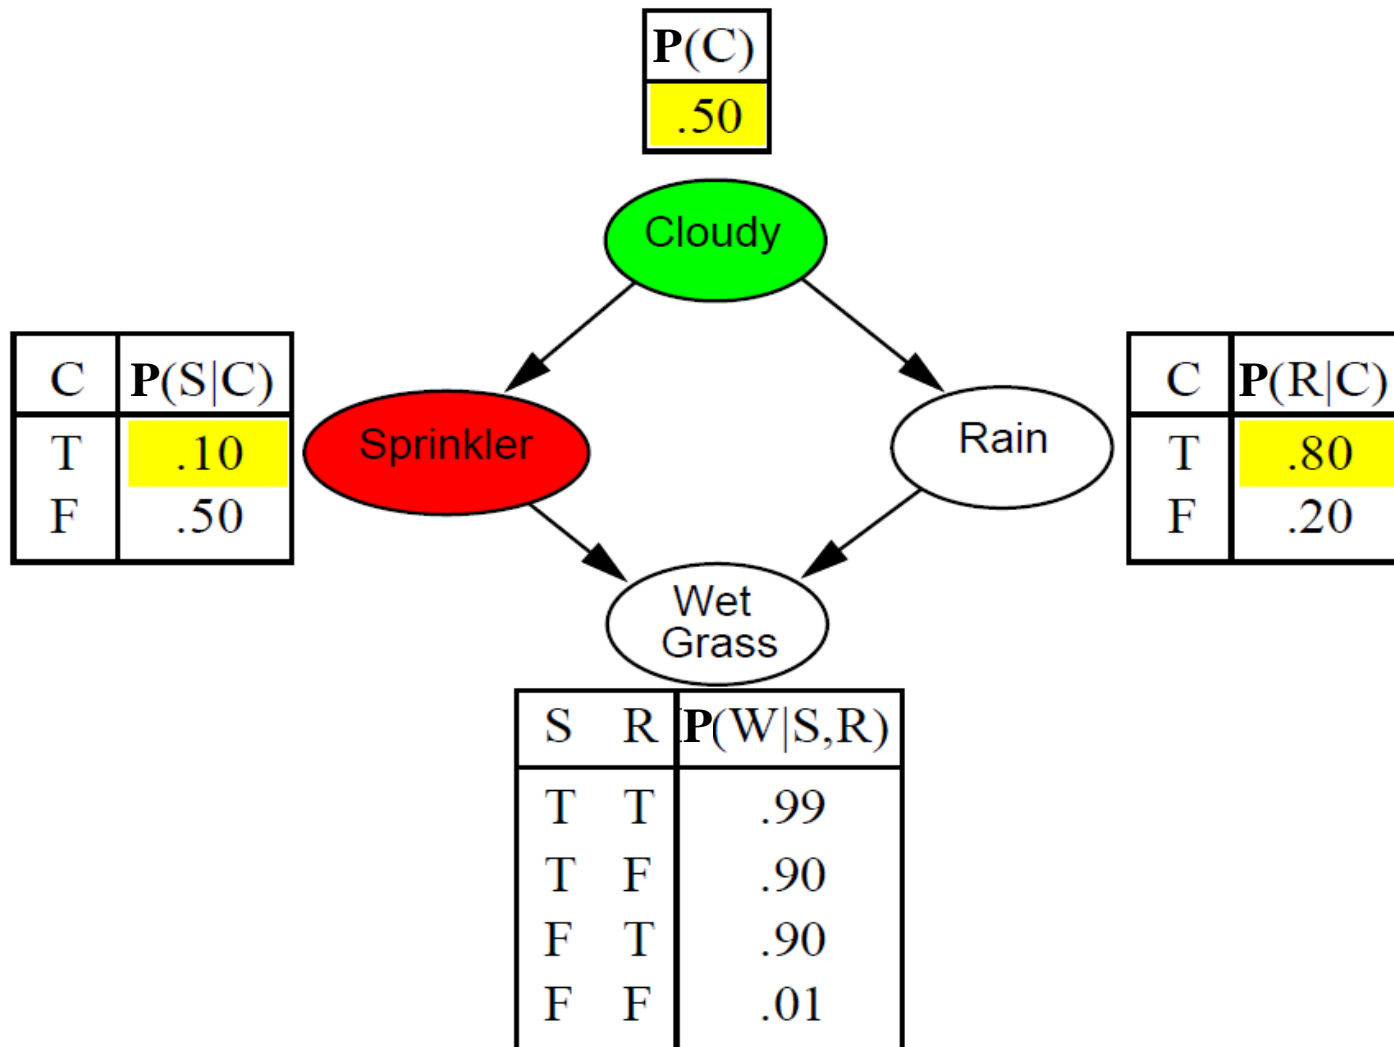 P(C)
.50
Cloudy
C P(S|C)
T .10
F .50
Sprinkler
Rain
C P(R|C)
T .80
F .20
Wet
Grass
S R P(W|S,R)
T T .99
T F .90
F T .90
F F .01